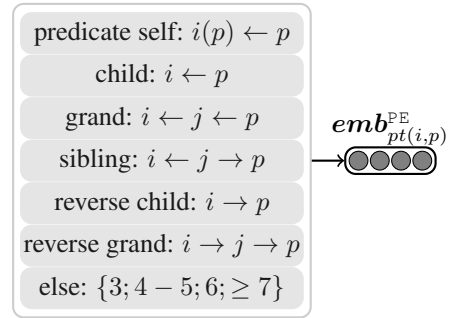 predicate self: i(p) ← p
child: i ← p
grand: i ← j ← p
sibling: i ← j → p
reverse child: i → p
reverse grand: i → j → p
else: {3; 4 − 5; 6; ≥ 7}
emb^PE_pt(i,p)